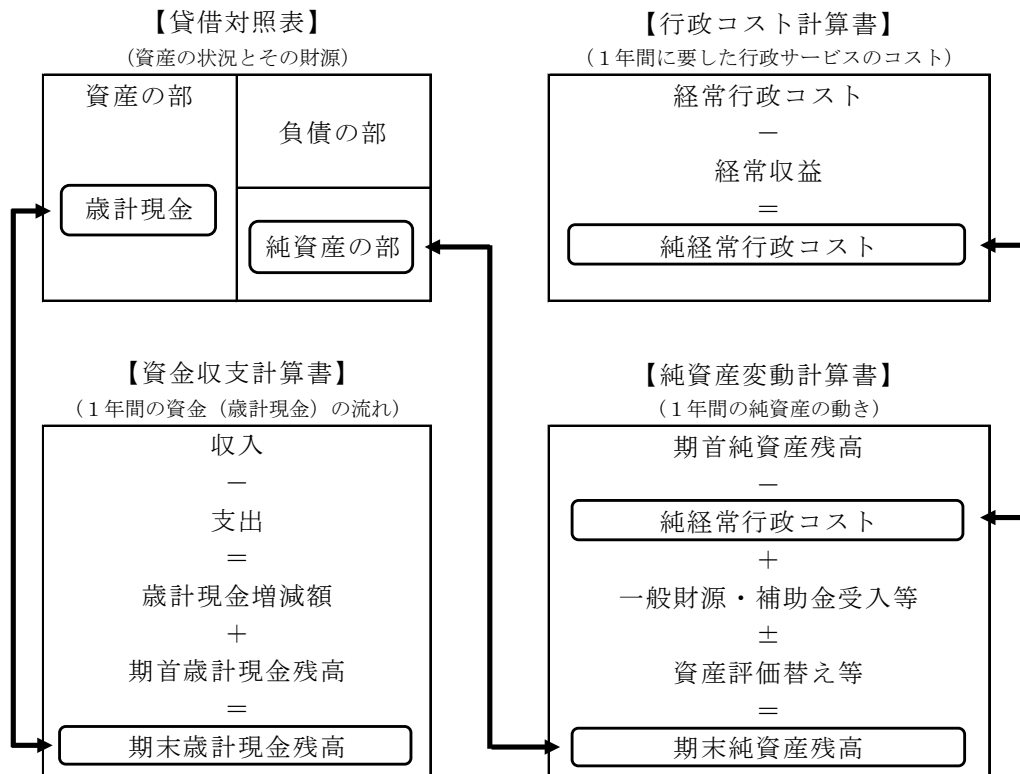 【貸借対照表】
（資産の状況とその財源）
資産の部
負債の部
歳計現金
純資産の部
【行政コスト計算書】
（１年間に要した行政サービスのコスト）
経常行政コスト
－
経常収益
＝
純経常行政コスト
【資金収支計算書】
（１年間の資金（歳計現金）の流れ）
収入
－
支出
＝
歳計現金増減額
＋
期首歳計現金残高
＝
期末歳計現金残高
【純資産変動計算書】
（１年間の純資産の動き）
期首純資産残高
－
純経常行政コスト
＋
一般財源・補助金受入等
±
資産評価替え等
＝
期末純資産残高